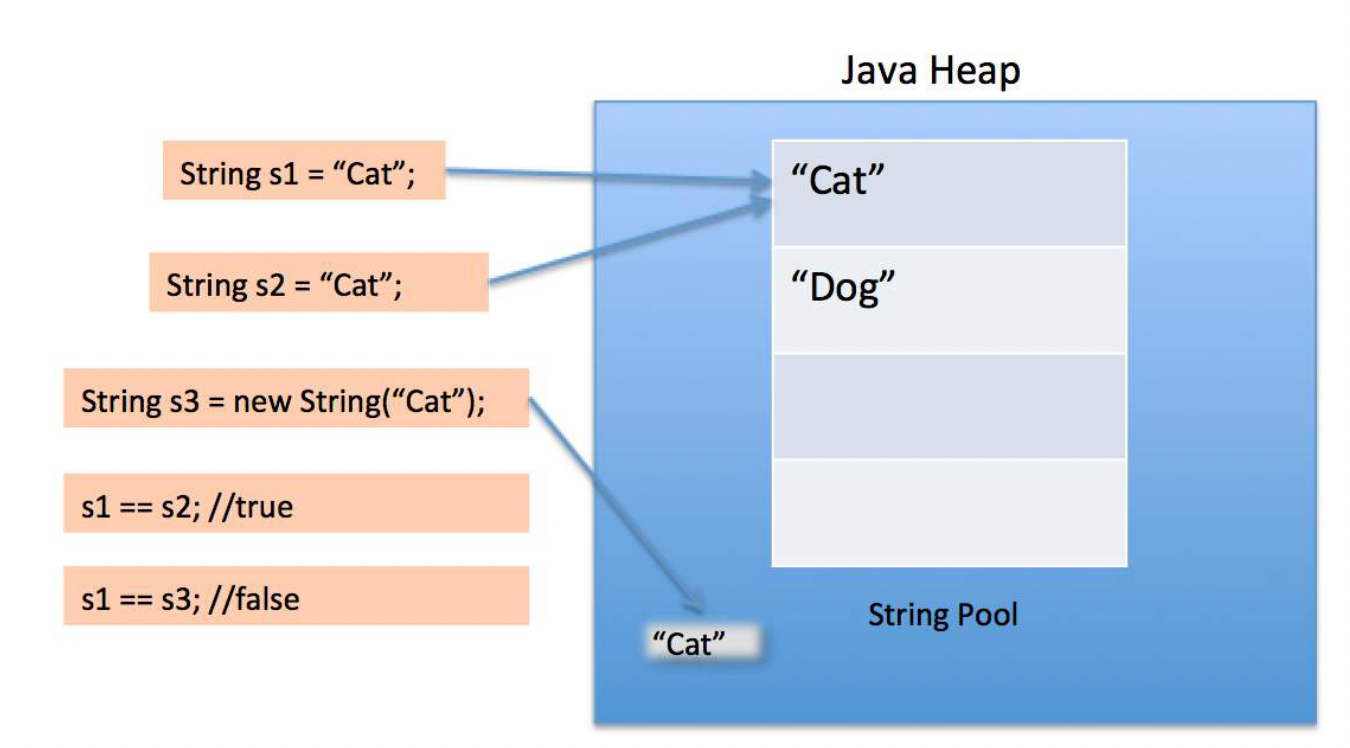 Java Heap
String s1 = “Cat”;
“Cat”
String s2 = “Cat”;
“Dog”
String s3 = new String(“Cat”);
s1 == s2; //true
s1 == s3; //false
String Pool
“Cat”